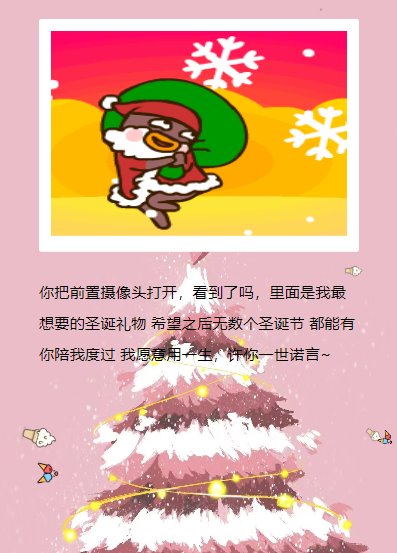 你把前置摄像头打开，看到了吗，里面是我最
想要的圣诞礼物 希望之后无数个圣诞节 都能有
你陪我度过 我愿意用一生，许你一世诺言~